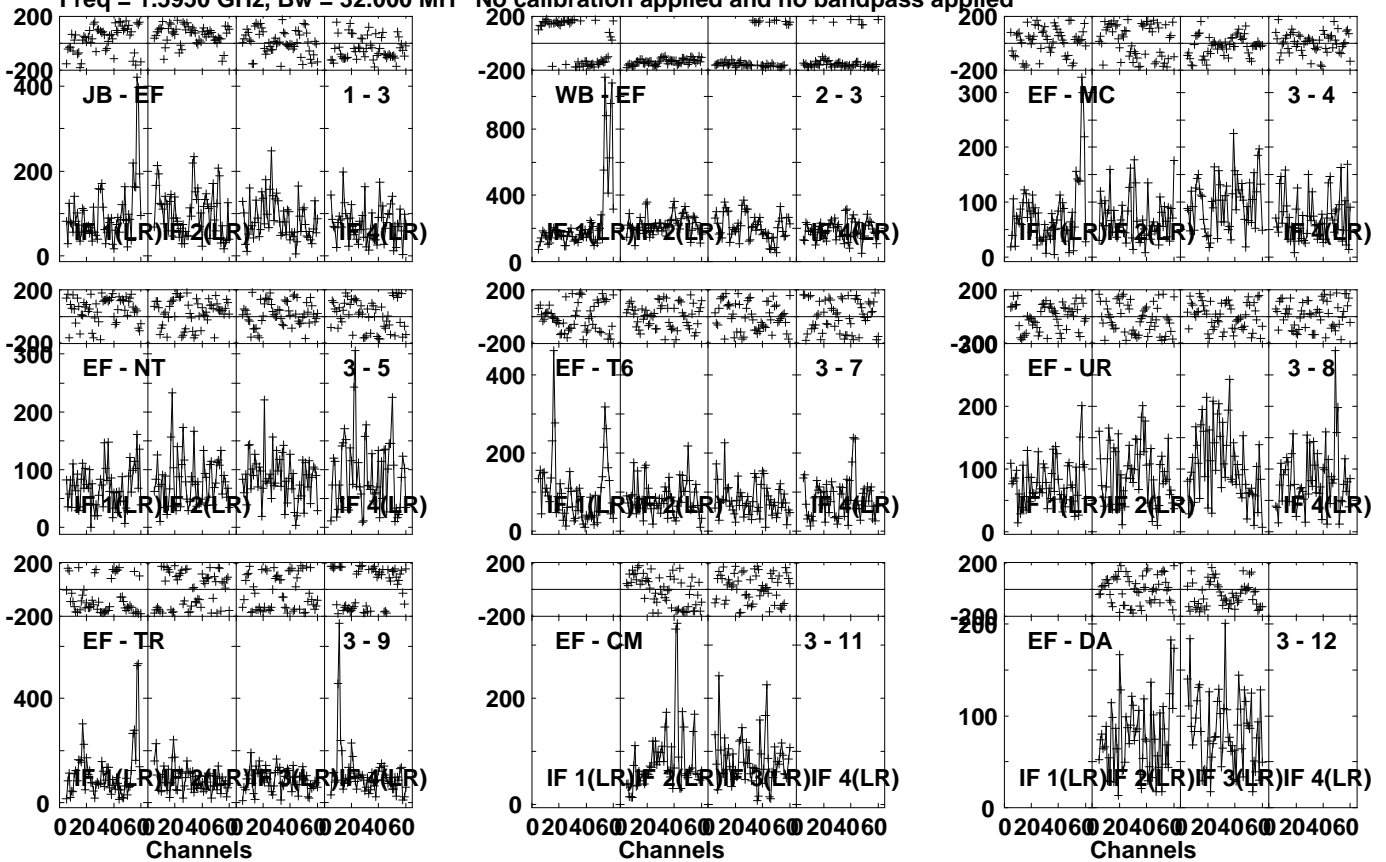 Freq = 1.5950 GHz, Bw = 32.000 MH No calibration applied and no bandpass applied
200
-200
400
200
0
JB - EF
1 - 3
IF 1(LR)
IF 2(LR)
IF 4(LR)
200
-200
800
400
0
WB - EF
2 - 3
IF 1(LR)
IF 2(LR)
IF 4(LR)
200
-200
300
200
100
0
EF - MC
3 - 4
IF 1(LR)
IF 2(LR)
IF 4(LR)
200
-200
300
200
100
0
EF - NT
3 - 5
IF 1(LR)
IF 2(LR)
IF 4(LR)
200
-200
400
200
0
EF - T6
3 - 7
IF 1(LR)
IF 2(LR)
IF 4(LR)
200
-200
300
200
100
0
EF - UR
3 - 8
IF 1(LR)
IF 2(LR)
IF 4(LR)
200
-200
400
0
EF - TR
3 - 9
IF 1(LR)
IF 2(LR)
IF 3(LR)
IF 4(LR)
0 20 40 60 0 20 40 60 0 20 40 60 0 20 40 60
Channels
200
-200
200
0
EF - CM
3 - 11
IF 1(LR)
IF 2(LR)
IF 3(LR)
IF 4(LR)
0 20 40 60 0 20 40 60 0 20 40 60 0 20 40 60
Channels
200
-200
200
100
0
EF - DA
3 - 12
IF 1(LR)
IF 2(LR)
IF 3(LR)
IF 4(LR)
0 20 40 60 0 20 40 60 0 20 40 60 0 20 40 60
Channels